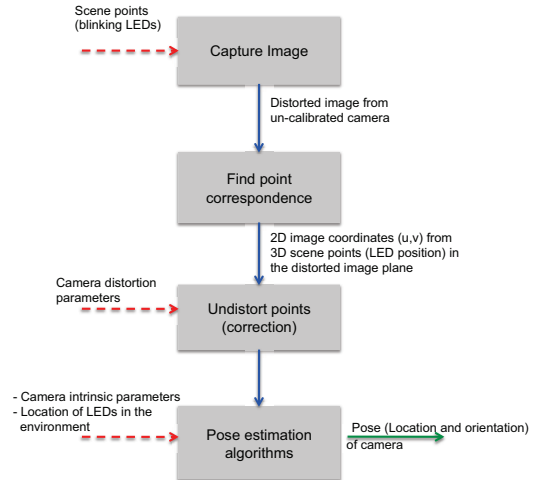 Scene points
(blinking LEDs)
Capture Image
Distorted image from
un-calibrated camera
Find point
correspondence
2D image coordinates (u,v) from
3D scene points (LED position) in
the distorted image plane
Camera distortion
parameters
Undistort points
(correction)
- Camera intrinsic parameters
- Location of LEDs in the
environment
Pose estimation
algorithms
Pose (Location and orientation)
of camera